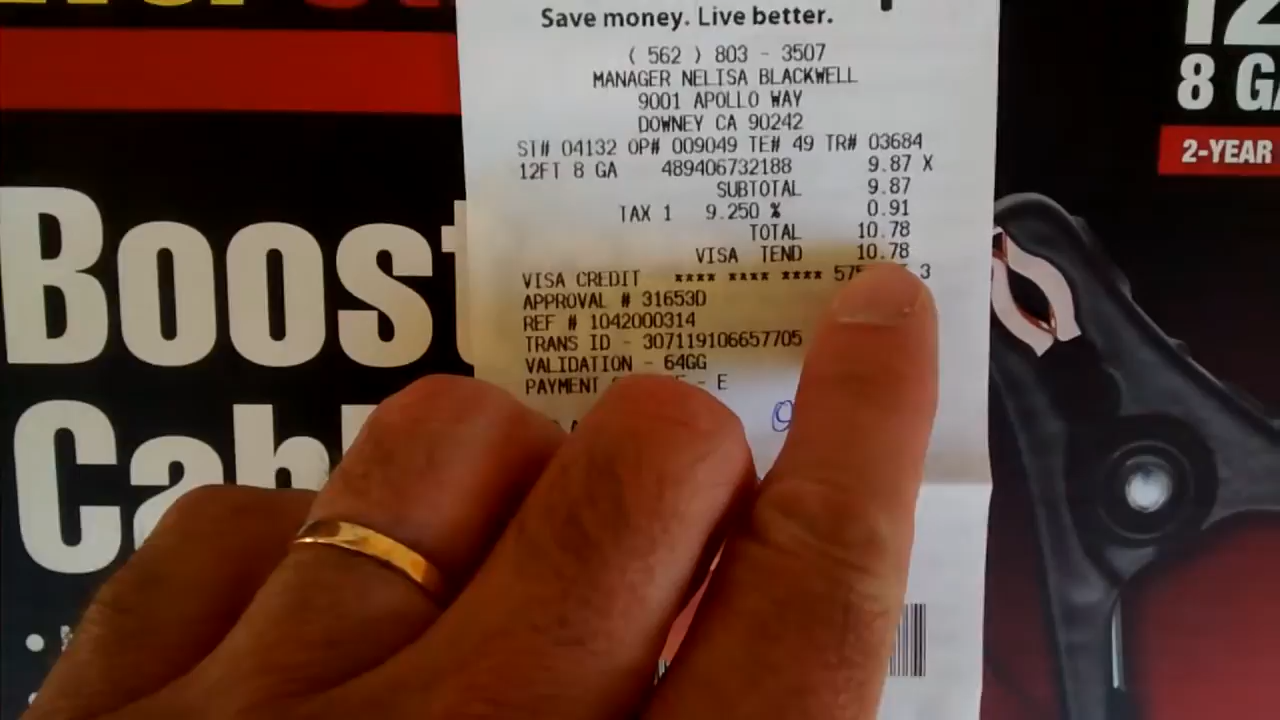 Save money. Live better.
( 562 ) 803 - 3507
MANAGER NELISA BLACKWELL
9001 APOLLO WAY
DOWNEY CA 90242
ST# 04132 OP# 009049 TE# 49 TR# 03684
12FT 8 GA 489406732188 9.87 X
SUBTOTAL 9.87
TAX 1 9.250 % 0.91
TOTAL 10.78
VISA TEND 10.78
VISA CREDIT **** **** ****
APPROVAL # 31653D
REF # 1042000314
TRANS ID - 307119106657705
VALIDATION - 64GG
PAYMENT - E
Boost
8 GA
2-YEAR